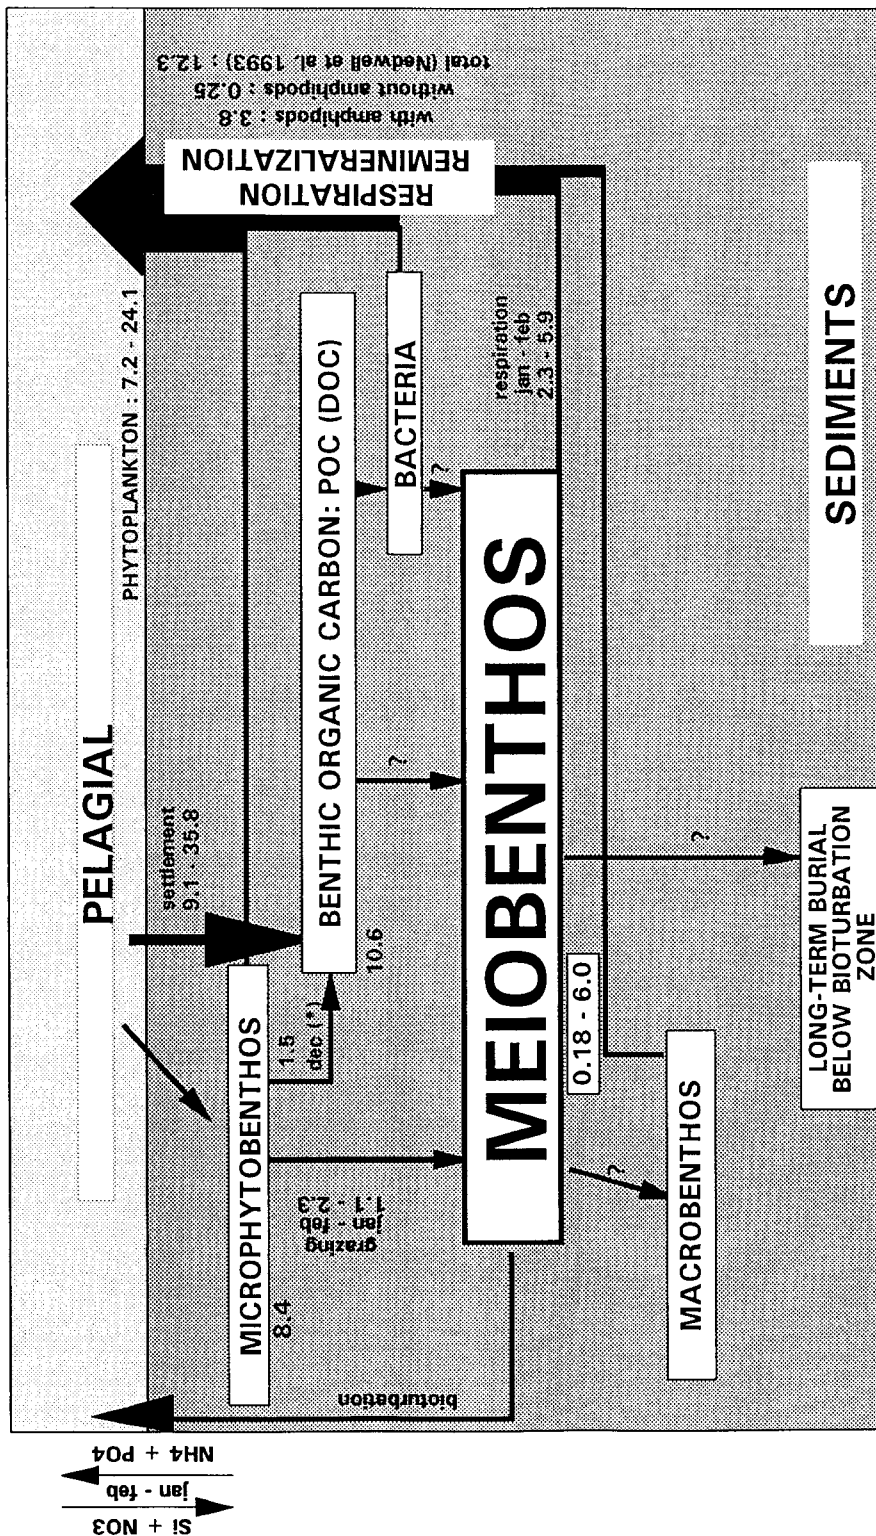 PELAGIAL
PHYTOPLANKTON : 7.2 - 24.1
settlement
9.1 - 35.8
MICROPHYTOBENTHOS
8.4
1.5
dec (*)
BENTHIC ORGANIC CARBON: POC (DOC)
10.6
BACTERIA
?
?
grazing
jan - feb
1.1 - 2.3
MEIOBENTHOS
respiration
jan - feb
2.3 - 5.9
RESPIRATION
REMINERALIZATION
with amphipods : 3.8
without amphipods : 0.25
total (Nedwell et al. 1993) : 12.3
bioturbation
0.18 - 6.0
?
MACROBENTHOS
?
LONG-TERM BURIAL
BELOW BIOTURBATION
ZONE
SEDIMENTS
Si + NO3
jan - feb
NH4 + PO4